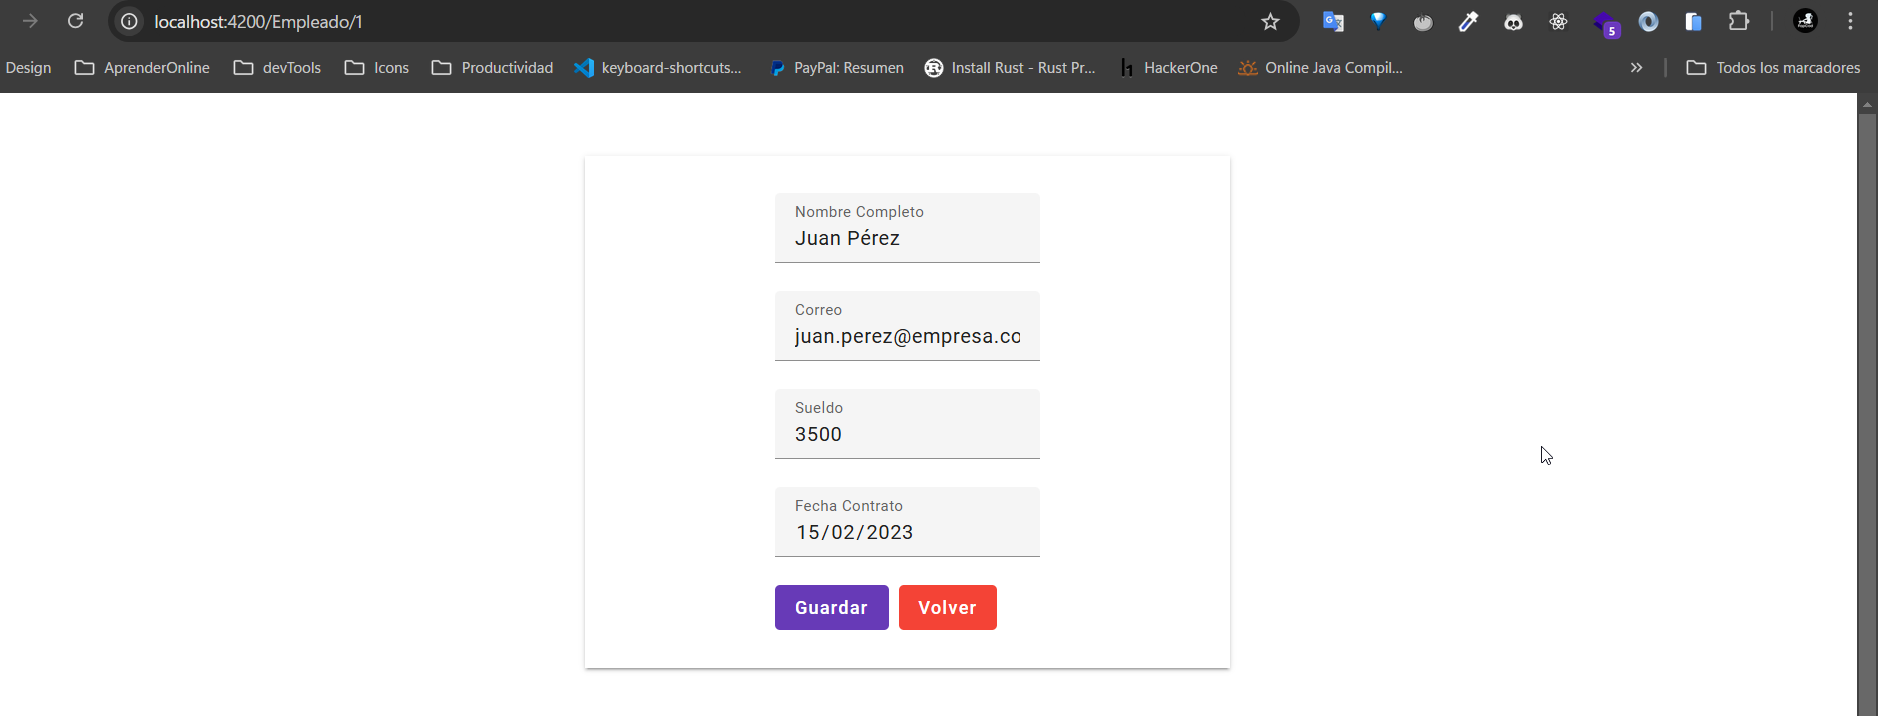 localhost:4200/Empleado/1
5
Design AprenderOnline devTools Icons Productividad keyboard-shortcuts... PayPal: Resumen Install Rust - Rust Pr... h1 HackerOne Online Java Compil... » Todos los marcadores
Nombre Completo
Juan Pérez
Correo
juan.perez@empresa.co
Sueldo
3500
Fecha Contrato
15/02/2023
Guardar Volver